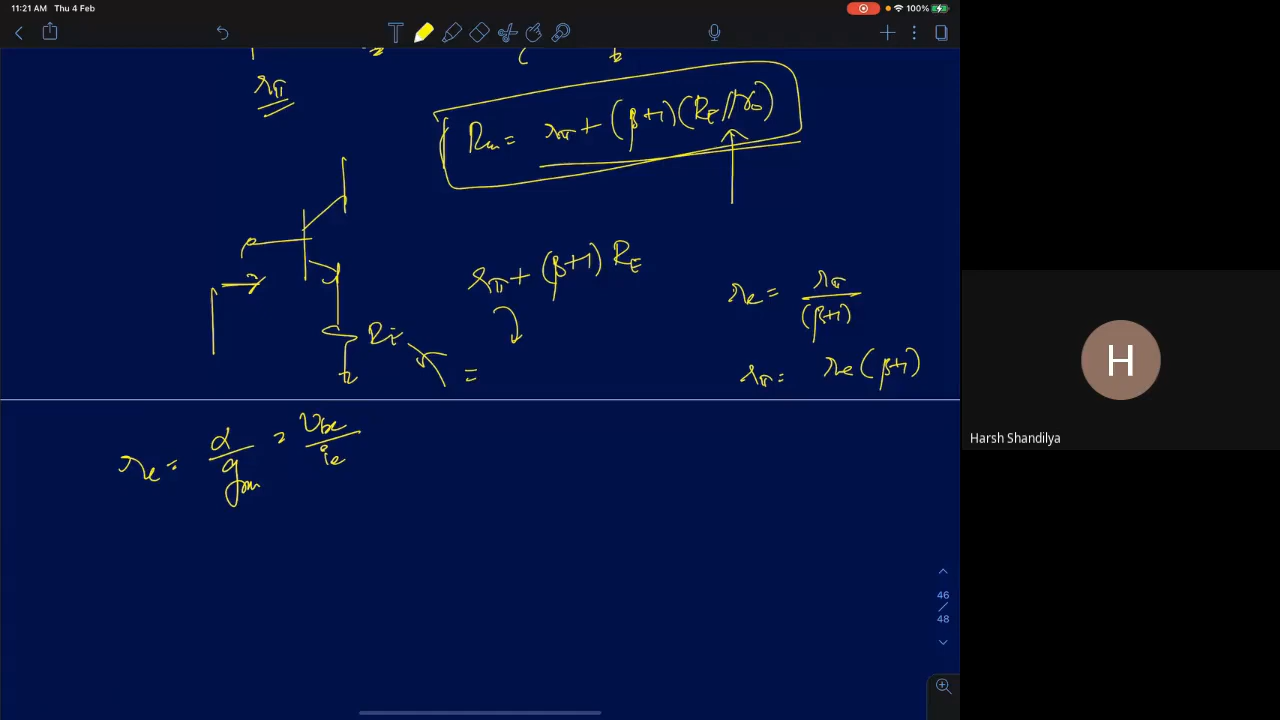 11:21 AM Thu 4 Feb
100%
rπ
Rin = rπ + (β+1)(RE//ro)
rπ + (β+1) RE
RE
=
re = rπ/(β+1)
rπ = re(β+1)
re = α/gm = vbe/ie
46
/
48
H
Harsh Shandilya